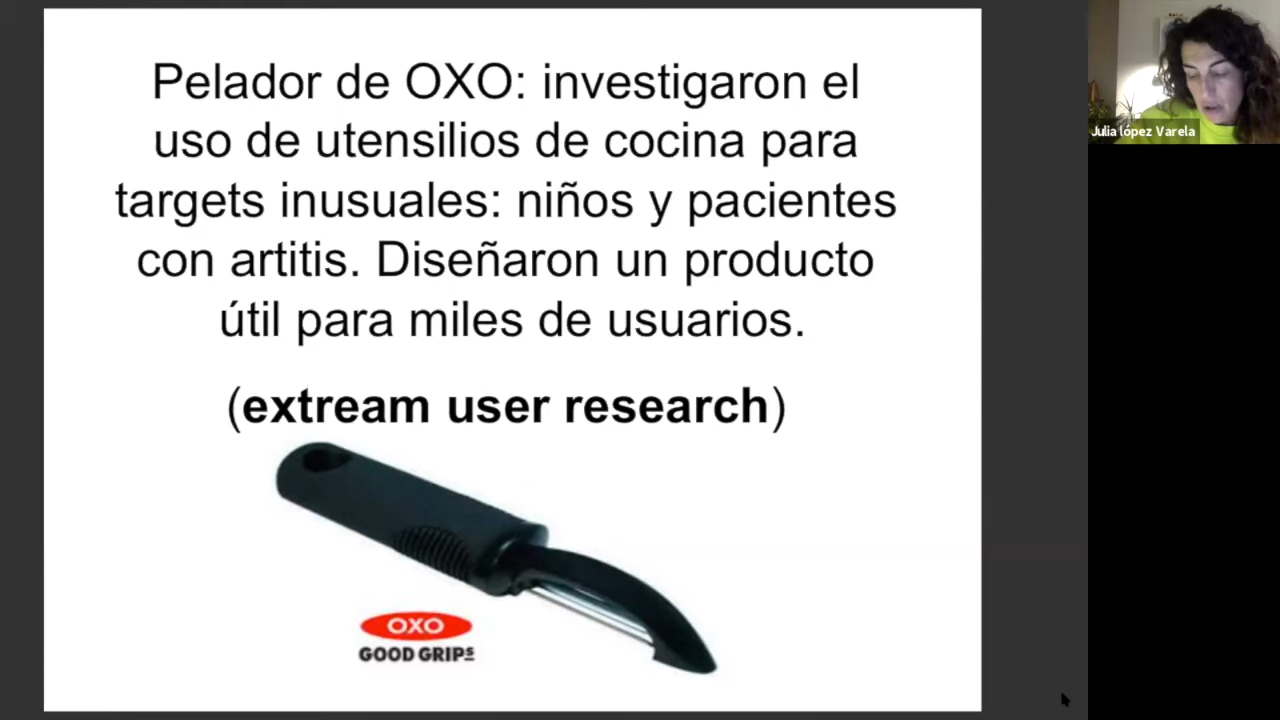 Pelador de OXO: investigaron el
uso de utensilios de cocina para
targets inusuales: niños y pacientes
con artitis. Diseñaron un producto
útil para miles de usuarios.
(extream user research)
OXO
GOOD GRIPS
Julia lópez Varela